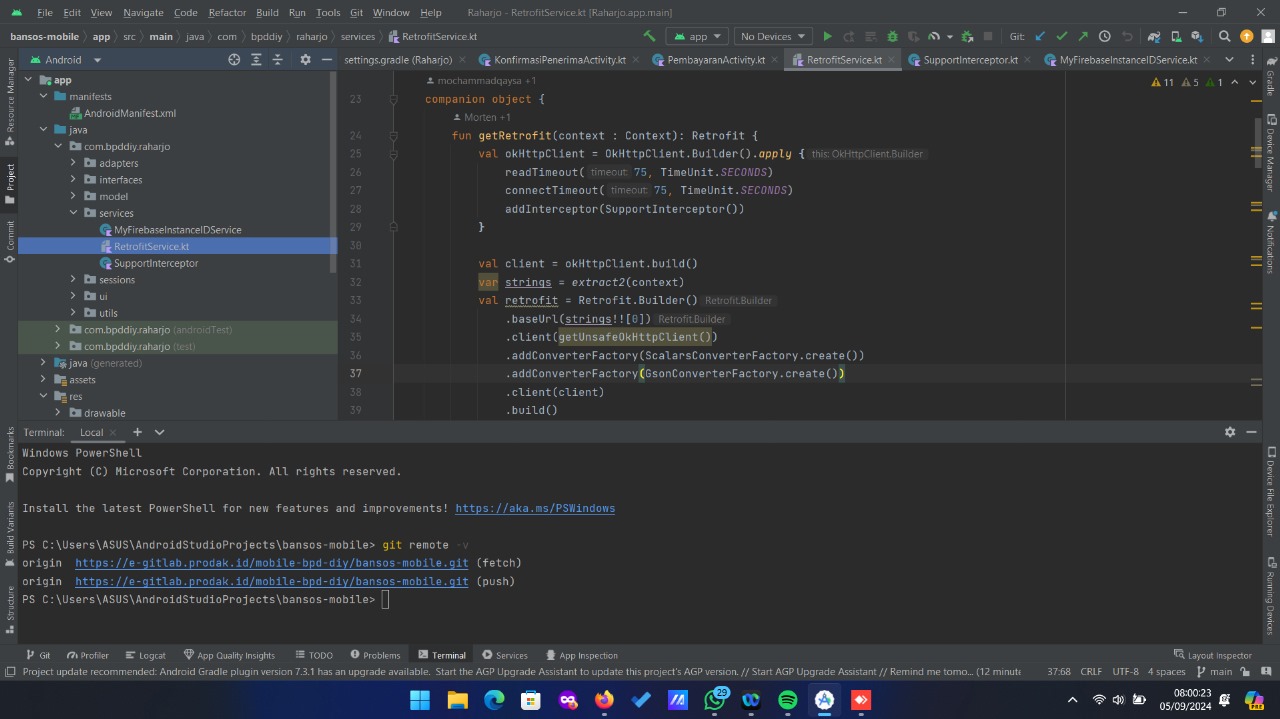 File Edit View Navigate Code Refactor Build Run Tools Git Window Help Raharjo - RetrofitService.kt [Raharjo.app.main]
bansos-mobile app src main java com bpddiy raharjo services RetrofitService.kt app No Devices Git:
Android
settings.gradle (Raharjo) KonfirmasiPenerimaActivity.kt PembayaranActivity.kt RetrofitService.kt SupportInterceptor.kt MyFirebaseInstanceIDService.kt
Resource Manager
Project
Commit
Bookmarks
Build Variants
Structure
app
manifests
AndroidManifest.xml
java
com.bpddiy.raharjo
adapters
interfaces
model
services
MyFirebaseInstanceIDService
RetrofitService.kt
SupportInterceptor
sessions
ui
utils
com.bpddiy.raharjo (androidTest)
com.bpddiy.raharjo (test)
java (generated)
assets
res
drawable
11 5 1
mochammadqaysa +1
23 companion object {
Morten +1
24 fun getRetrofit(context : Context): Retrofit {
25 val okHttpClient = OkHttpClient.Builder().apply { this: OkHttpClient.Builder
26 readTimeout( timeout: 75, TimeUnit.SECONDS)
27 connectTimeout( timeout: 75, TimeUnit.SECONDS)
28 addInterceptor(SupportInterceptor())
29 }
30
31 val client = okHttpClient.build()
32 var strings = extract2(context)
33 val retrofit = Retrofit.Builder() Retrofit.Builder
34 .baseUrl(strings!![0]) Retrofit.Builder
35 .client(getUnsafeOkHttpClient())
36 .addConverterFactory(ScalarsConverterFactory.create())
37 .addConverterFactory(GsonConverterFactory.create())
38 .client(client)
39 .build()
Gradle
Device Manager
Notifications
Device File Explorer
Running Devices
Terminal: Local
Windows PowerShell
Copyright (C) Microsoft Corporation. All rights reserved.
Install the latest PowerShell for new features and improvements! https://aka.ms/PSWindows
PS C:\Users\ASUS\AndroidStudioProjects\bansos-mobile> git remote -v
origin https://e-gitlab.prodak.id/mobile-bpd-diy/bansos-mobile.git (fetch)
origin https://e-gitlab.prodak.id/mobile-bpd-diy/bansos-mobile.git (push)
PS C:\Users\ASUS\AndroidStudioProjects\bansos-mobile>
Git Profiler Logcat App Quality Insights TODO Problems Terminal Services App Inspection Layout Inspector
Project update recommended: Android Gradle plugin version 7.3.1 has an upgrade available. Start the AGP Upgrade Assistant to update this project's AGP version. // Start AGP Upgrade Assistant // Remind me tomo... (12 minute 37:68 CRLF UTF-8 4 spaces main
29
08:00:23
05/09/2024
PRE